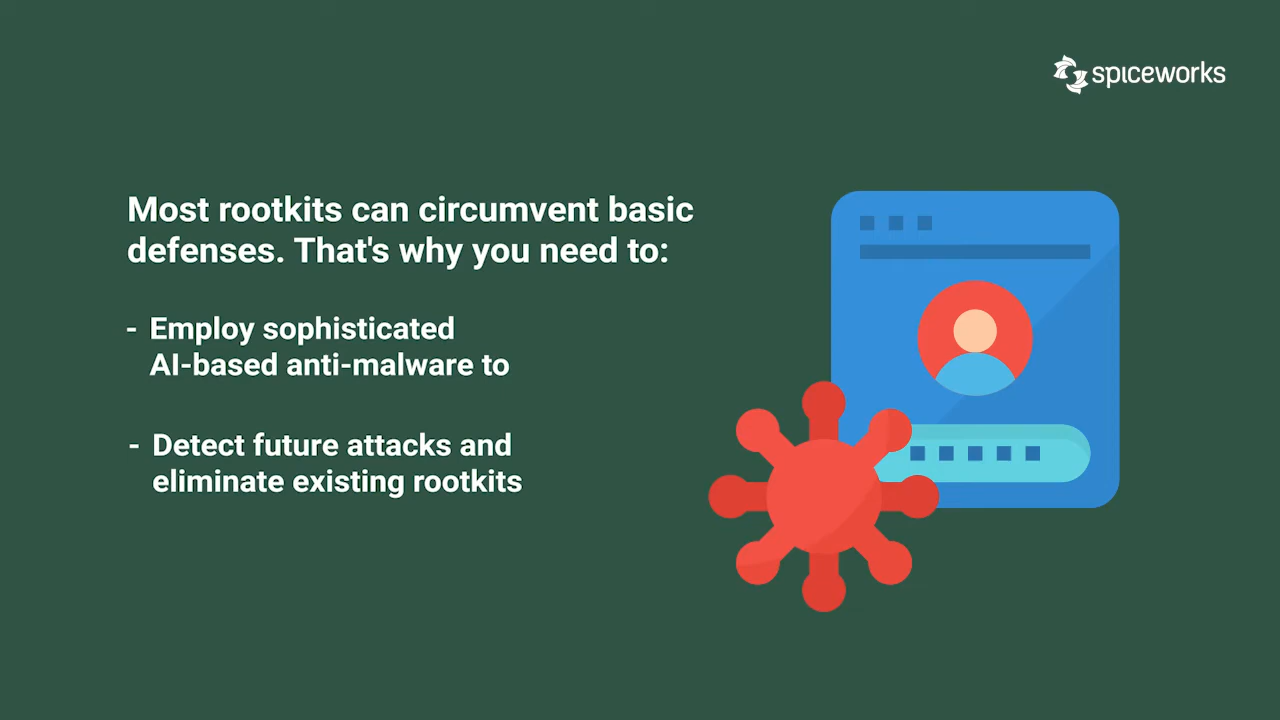 spiceworks
Most rootkits can circumvent basic
defenses. That's why you need to:
- Employ sophisticated
AI-based anti-malware to
- Detect future attacks and
eliminate existing rootkits